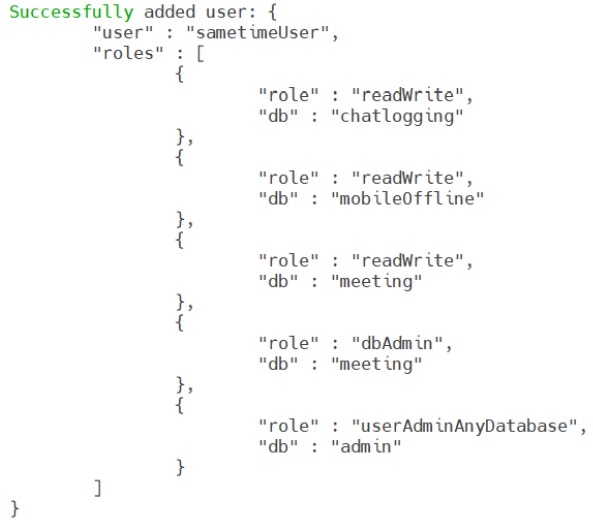 Successfully added user: {
        "user" : "sametimeUser",
        "roles" : [
                {
                        "role" : "readWrite",
                        "db" : "chatlogging"
                },
                {
                        "role" : "readWrite",
                        "db" : "mobileOffline"
                },
                {
                        "role" : "readWrite",
                        "db" : "meeting"
                },
                {
                        "role" : "dbAdmin",
                        "db" : "meeting"
                },
                {
                        "role" : "userAdminAnyDatabase",
                        "db" : "admin"
                }
        ]
}